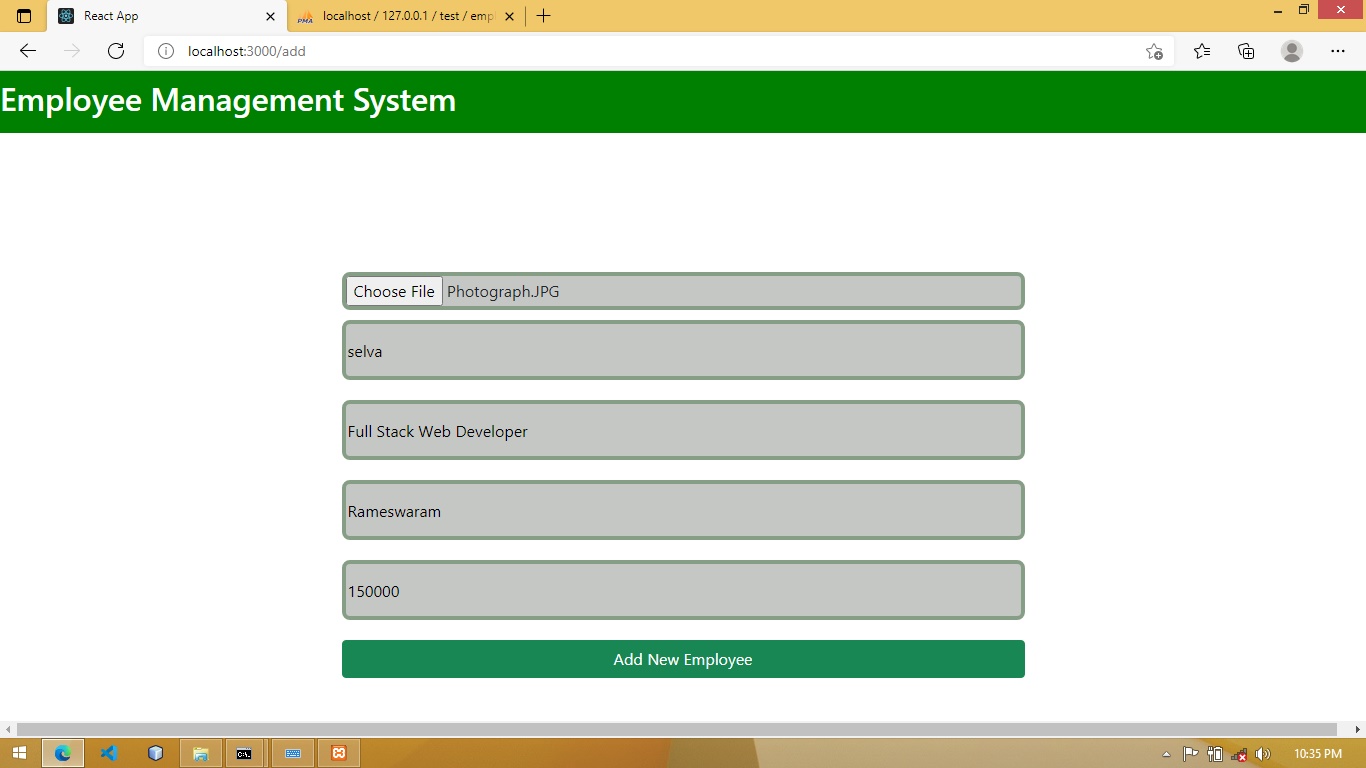 React App
localhost / 127.0.0.1 / test / emp
localhost:3000/add
Employee Management System
Choose File Photograph.JPG
selva
Full Stack Web Developer
Rameswaram
150000
Add New Employee
10:35 PM